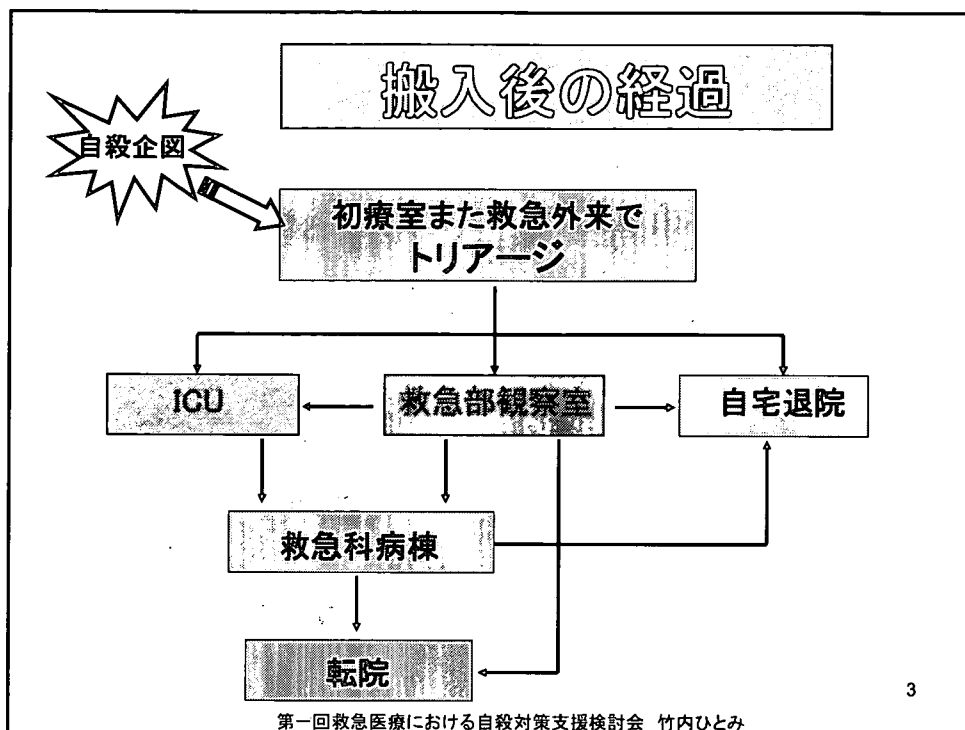 搬入後の経過
自殺企図
初療室また救急外来で
トリアージ
ICU
救急部観察室
自宅退院
救急科病棟
転院
3
第一回救急医療における自殺対策支援検討会 竹内ひとみ